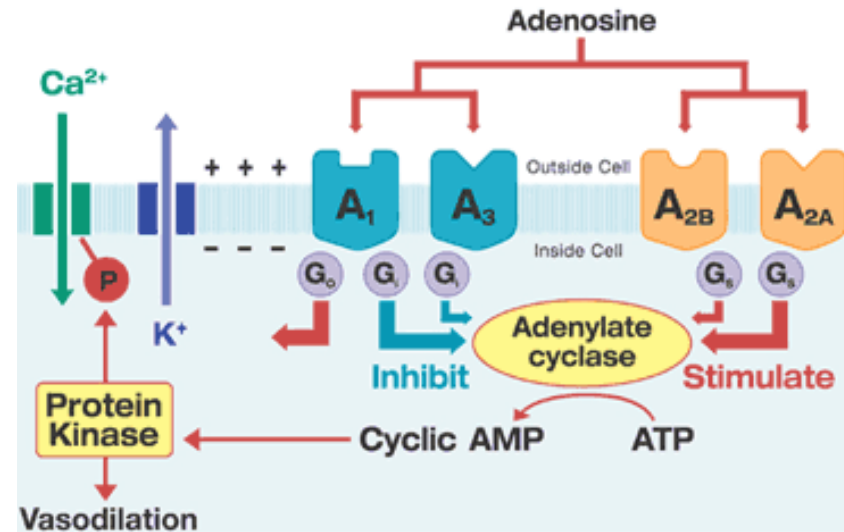 Adenosine
Ca²⁺
+ + +
Outside Cell
A₁
A₃
A₂B
A₂A
− − −
Inside Cell
P
Gₒ
Gᵢ
Gᵢ
Gₛ
Gₛ
K⁺
Adenylate
cyclase
Inhibit
Stimulate
Protein
Kinase
Cyclic AMP
ATP
Vasodilation